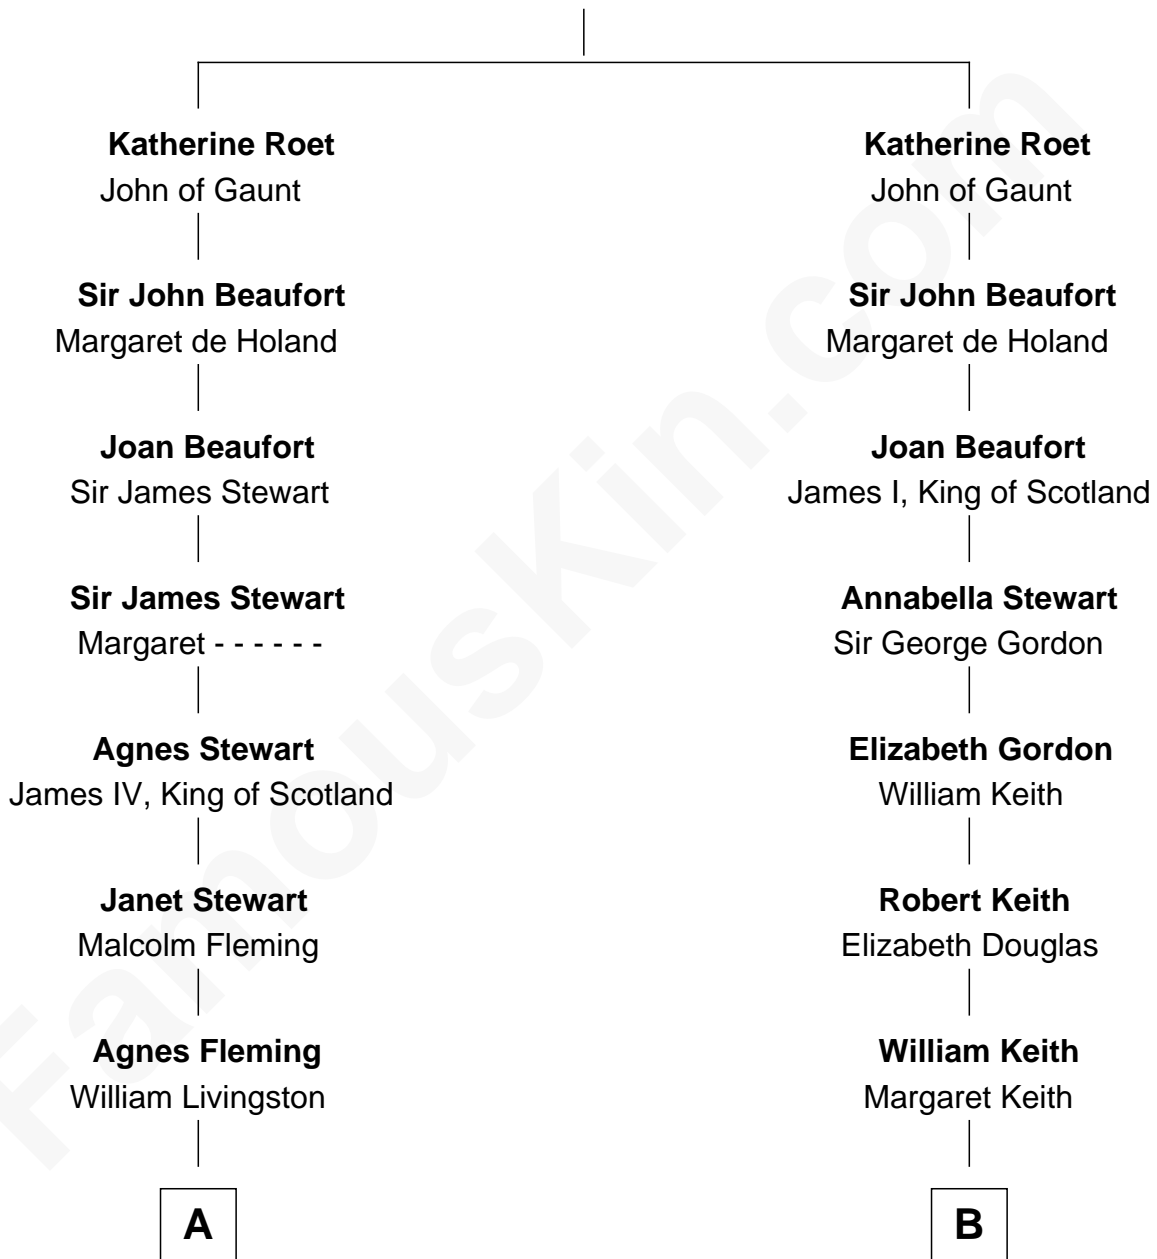 Katherine Roet
John of Gaunt
Sir John Beaufort
Margaret de Holand
Joan Beaufort
Sir James Stewart
Sir James Stewart
Margaret - - - - - -
Agnes Stewart
James IV, King of Scotland
Janet Stewart
Malcolm Fleming
Agnes Fleming
William Livingston
A
Katherine Roet
John of Gaunt
Sir John Beaufort
Margaret de Holand
Joan Beaufort
James I, King of Scotland
Annabella Stewart
Sir George Gordon
Elizabeth Gordon
William Keith
Robert Keith
Elizabeth Douglas
William Keith
Margaret Keith
B
FamousKin.com